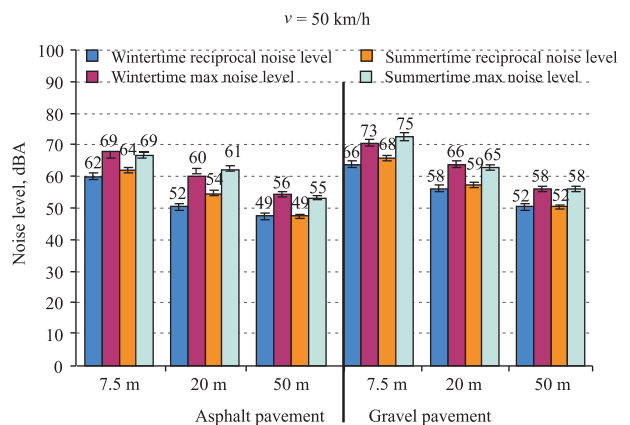 v = 50 km/h
Noise level, dBA
100
90
80
70
60
50
40
30
20
10
0
Wintertime reciprocal noise level
Summertime reciprocal noise level
Wintertime max noise level
Summertime max noise level
62 69 64 69
52 60 54 61
49 56 49 55
66 73 68 75
58 66 59 65
52 58 52 58
7.5 m 20 m 50 m 7.5 m 20 m 50 m
Asphalt pavement Gravel pavement